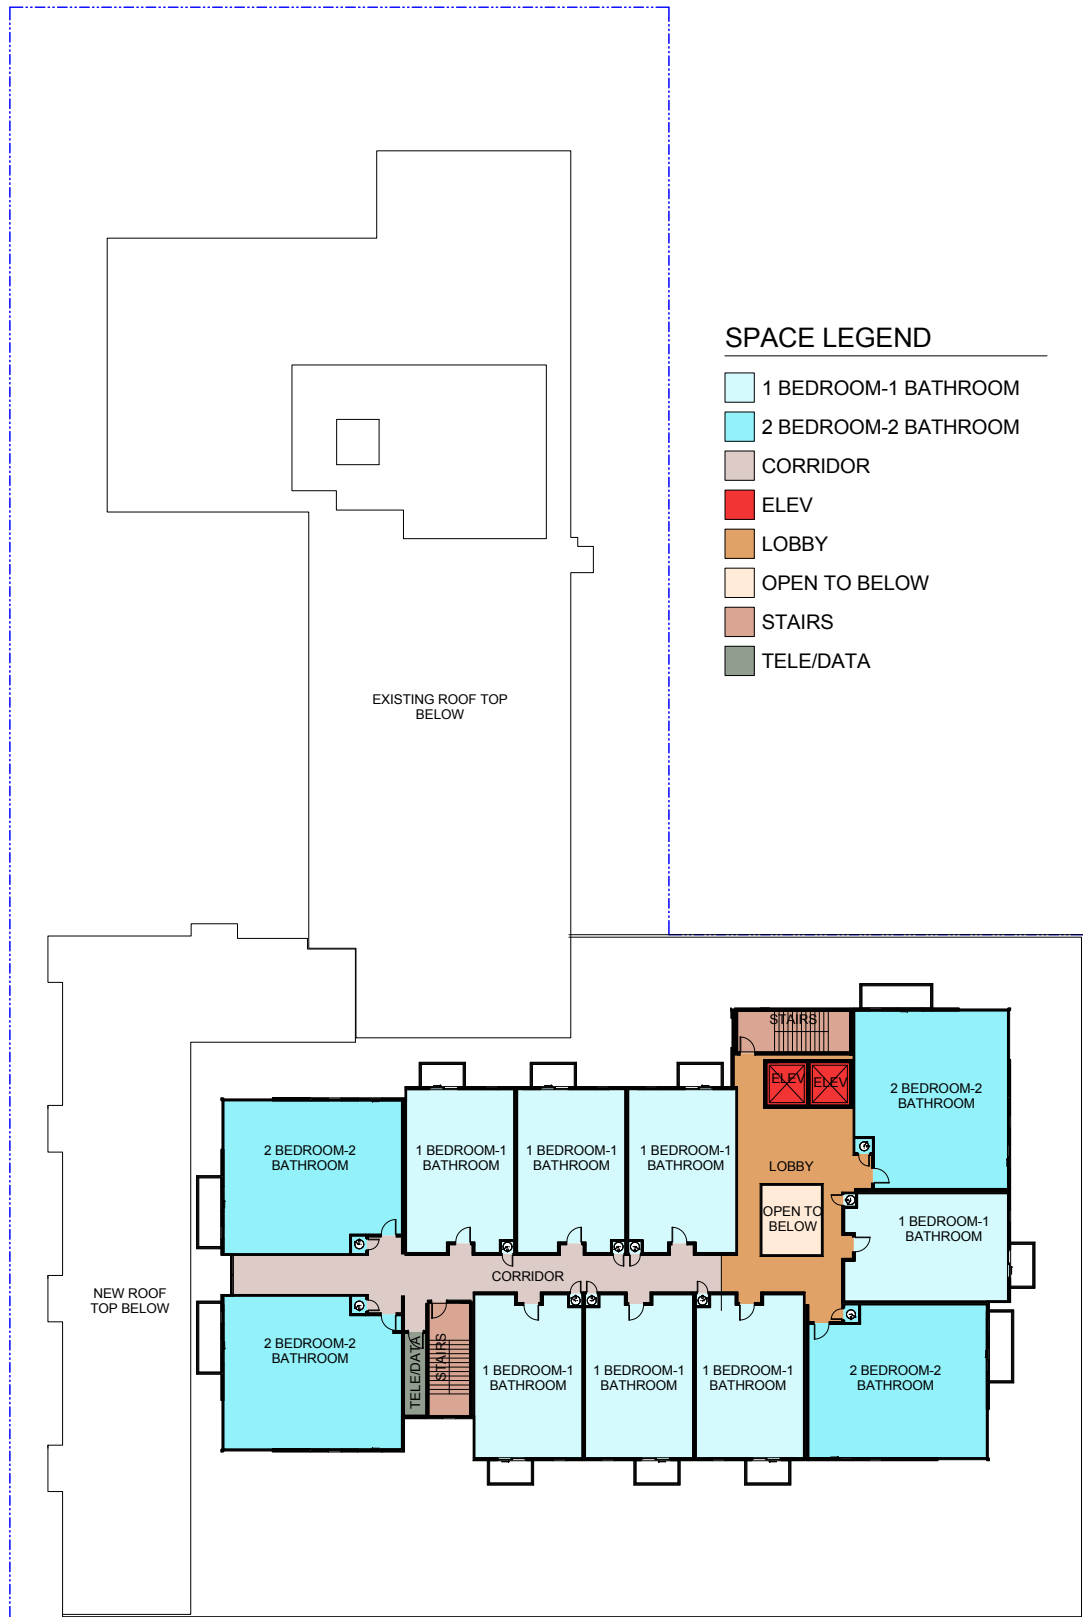 SPACE LEGEND
1 BEDROOM-1 BATHROOM
2 BEDROOM-2 BATHROOM
CORRIDOR
ELEV
LOBBY
OPEN TO BELOW
STAIRS
TELE/DATA
EXISTING ROOF TOP
BELOW
STAIRS
ELEV
ELEV
2 BEDROOM-2
BATHROOM
2 BEDROOM-2
BATHROOM
1 BEDROOM-1
BATHROOM
1 BEDROOM-1
BATHROOM
1 BEDROOM-1
BATHROOM
LOBBY
OPEN TO
BELOW
1 BEDROOM-1
BATHROOM
CORRIDOR
NEW ROOF
TOP BELOW
2 BEDROOM-2
BATHROOM
TELE/DATA
STAIRS
1 BEDROOM-1
BATHROOM
1 BEDROOM-1
BATHROOM
1 BEDROOM-1
BATHROOM
2 BEDROOM-2
BATHROOM